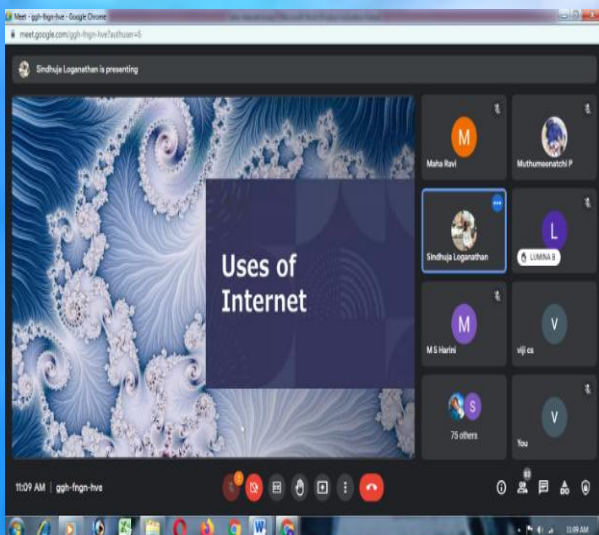 Meet - ggh-fngn-hve - Google Chrome
meet.google.com/ggh-fngn-hve?authuser=6
Sindhuja Loganathan is presenting
Uses of
Internet
M
Maha Ravi
Muthumeenatchi P
Sindhuja Loganathan
L
LUMINA B
M
M S Harini
V
viji cs
S
75 others
V
You
11:09 AM | ggh-fngn-hve
83
W
11:09 AM